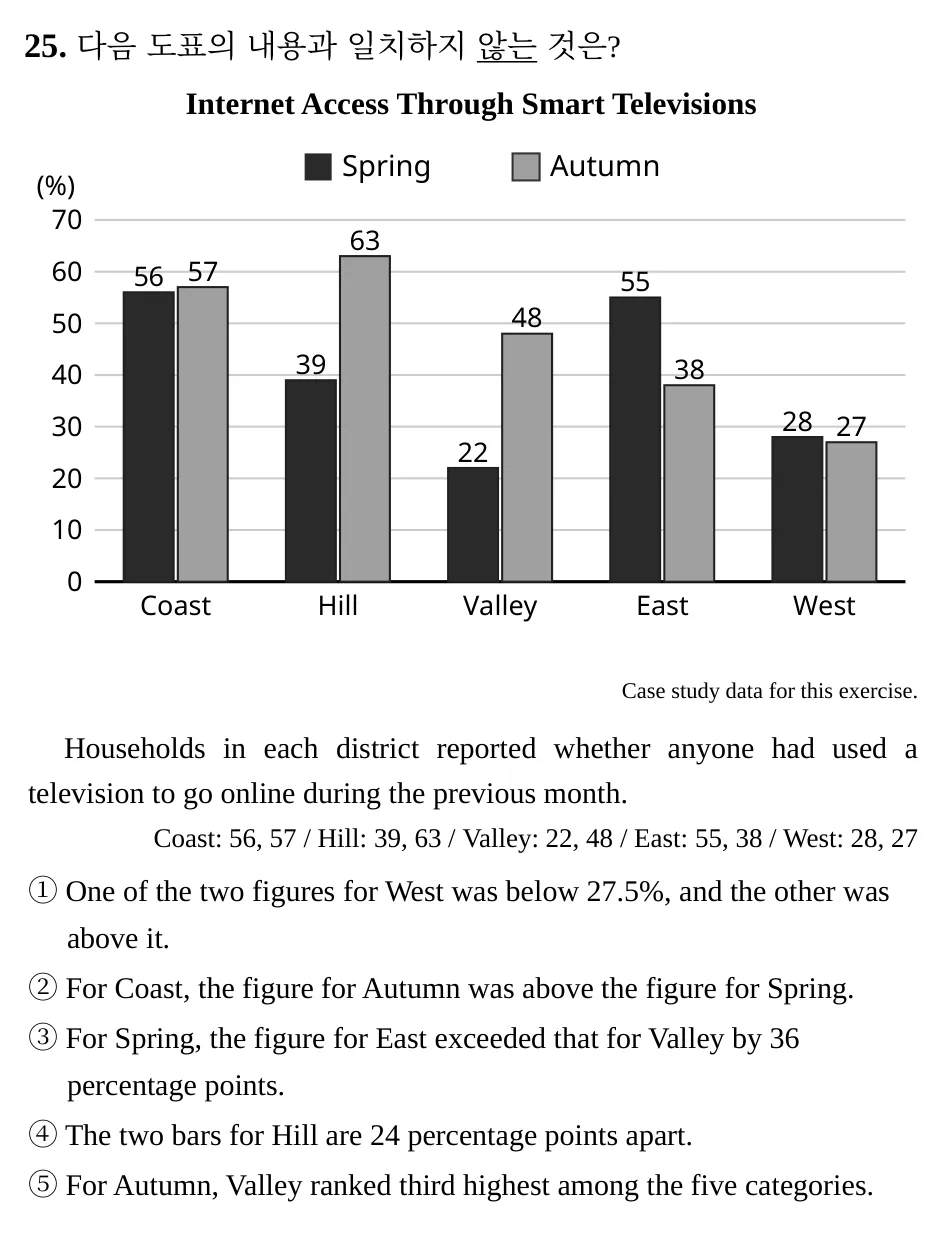 25. 다음 도표의 내용과 일치하지 않는 것은?
Internet Access Through Smart Televisions
Spring Autumn
(%)
70
60
50
40
30
20
10
0
56 57
39 63
22 48
55 38
28 27
Coast Hill Valley East West
Case study data for this exercise.
Households in each district reported whether anyone had used a
television to go online during the previous month.
Coast: 56, 57 / Hill: 39, 63 / Valley: 22, 48 / East: 55, 38 / West: 28, 27
① One of the two figures for West was below 27.5%, and the other was
above it.
② For Coast, the figure for Autumn was above the figure for Spring.
③ For Spring, the figure for East exceeded that for Valley by 36
percentage points.
④ The two bars for Hill are 24 percentage points apart.
⑤ For Autumn, Valley ranked third highest among the five categories.